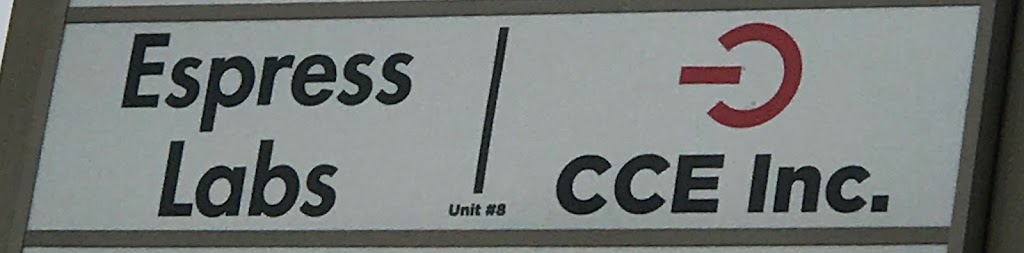 Espress
Labs
Unit #8
CCE Inc.